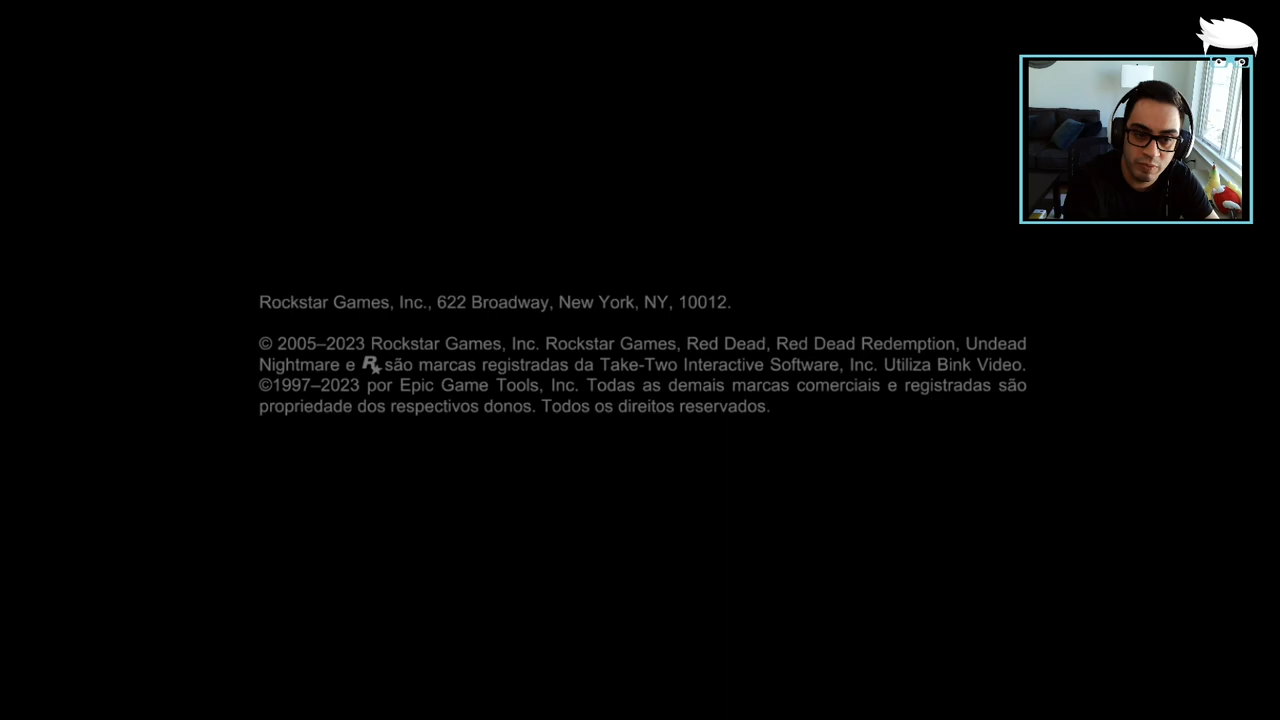 Rockstar Games, Inc., 622 Broadway, New York, NY, 10012.
© 2005–2023 Rockstar Games, Inc. Rockstar Games, Red Dead, Red Dead Redemption, Undead
Nightmare e R★ são marcas registradas da Take-Two Interactive Software, Inc. Utiliza Bink Video.
©1997–2023 por Epic Game Tools, Inc. Todas as demais marcas comerciais e registradas são
propriedade dos respectivos donos. Todos os direitos reservados.